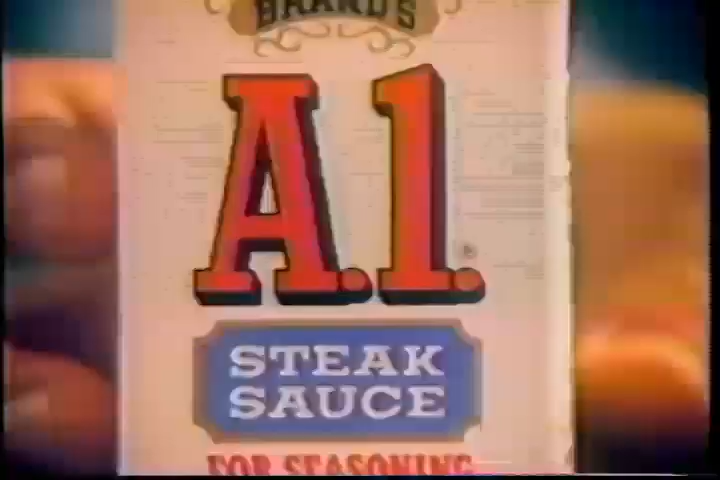 BRAND'S
A.1.
STEAK
SAUCE
FOR SEASONING